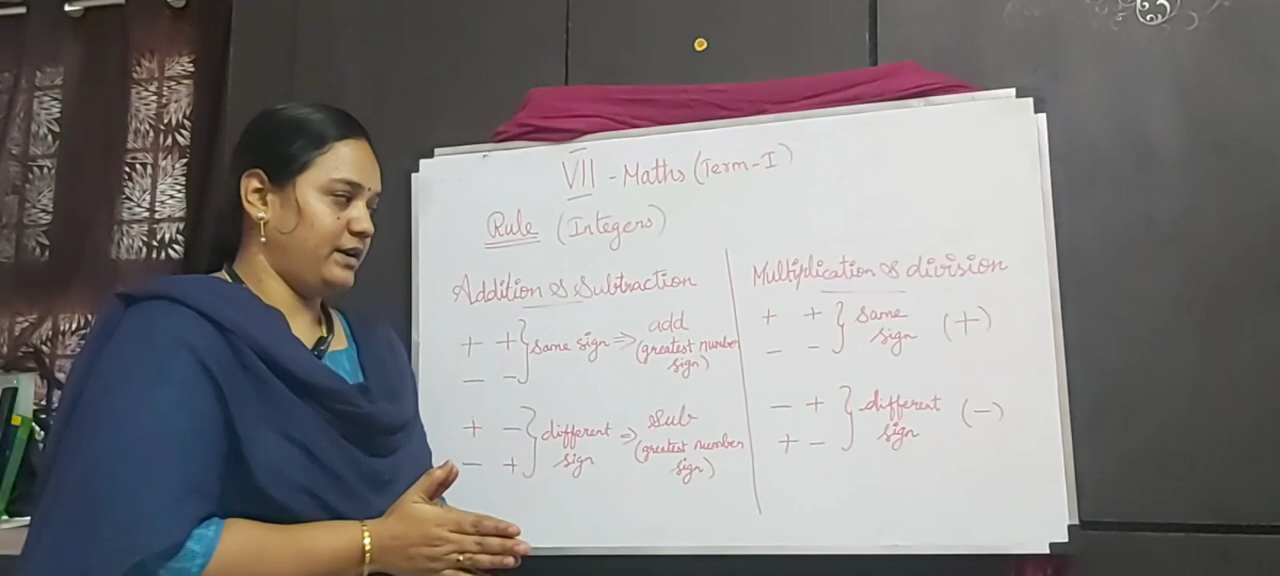 VII - Maths (Term-I)
Rule (Integers)
Addition & Subtraction
+ + } same sign ⇒ add
- - (greatest number
sign)
+ - } different ⇒ Sub
- + sign (greatest number
sign)
Multiplication & division
+ + } same (+)
- - sign
- + } different (-)
+ - sign